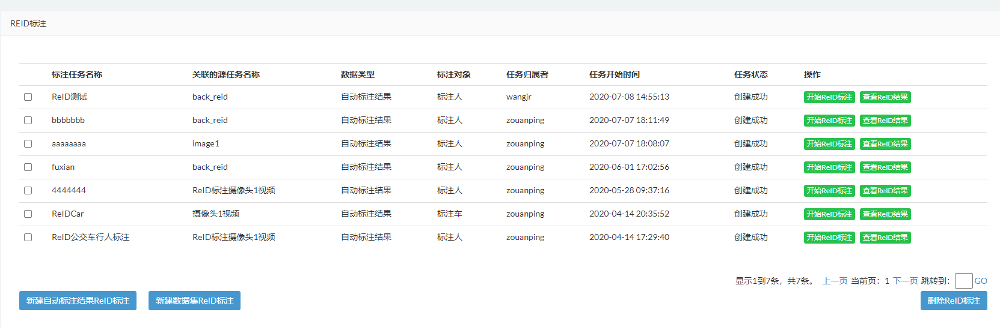 REID标注
标注任务名称 关联的源任务名称 数据类型 标注对象 任务归属者 任务开始时间 任务状态 操作
ReID测试 back_reid 自动标注结果 标注人 wangjr 2020-07-08 14:55:13 创建成功 开始ReID标注 查看ReID结果
bbbbbbb back_reid 自动标注结果 标注人 zouanping 2020-07-07 18:11:49 创建成功 开始ReID标注 查看ReID结果
aaaaaaaa image1 自动标注结果 标注人 zouanping 2020-07-07 18:08:07 创建成功 开始ReID标注 查看ReID结果
fuxian back_reid 自动标注结果 标注人 zouanping 2020-06-01 17:02:56 创建成功 开始ReID标注 查看ReID结果
4444444 ReID标注摄像头1视频 自动标注结果 标注人 zouanping 2020-05-28 09:37:16 创建成功 开始ReID标注 查看ReID结果
ReIDCar 摄像头1视频 自动标注结果 标注车 zouanping 2020-04-14 20:35:52 创建成功 开始ReID标注 查看ReID结果
ReID公交车行人标注 ReID标注摄像头1视频 自动标注结果 标注人 zouanping 2020-04-14 17:29:40 创建成功 开始ReID标注 查看ReID结果
显示1到7条，共7条。 上一页 当前页：1 下一页 跳转到： GO
新建自动标注结果ReID标注 新建数据集ReID标注 删除ReID标注